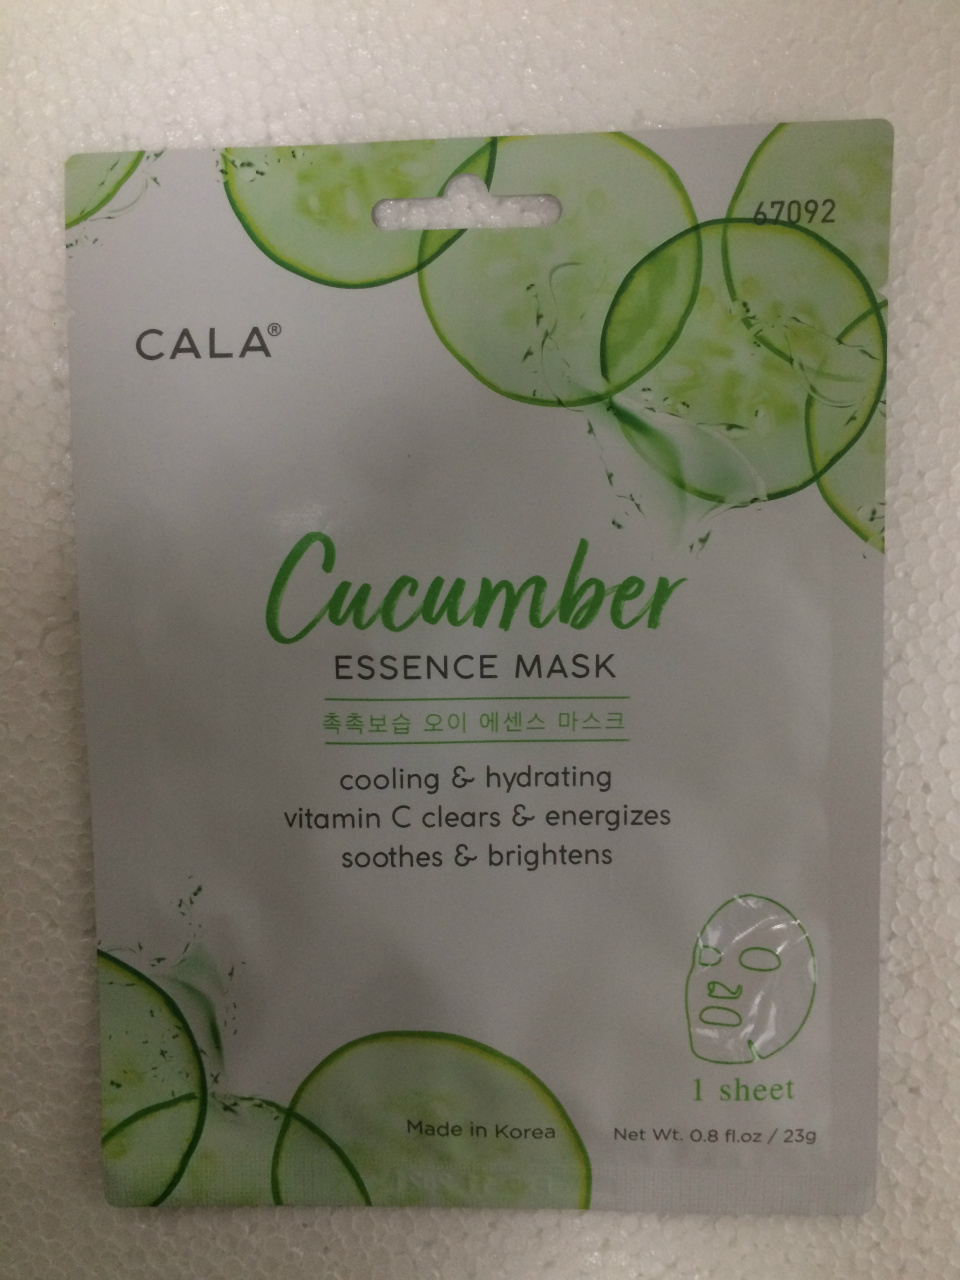 67092
CALA®
Cucumber
ESSENCE MASK
촉촉보습 오이 에센스 마스크
cooling & hydrating
vitamin C clears & energizes
soothes & brightens
1 sheet
Made in Korea
Net Wt. 0.8 fl.oz / 23g